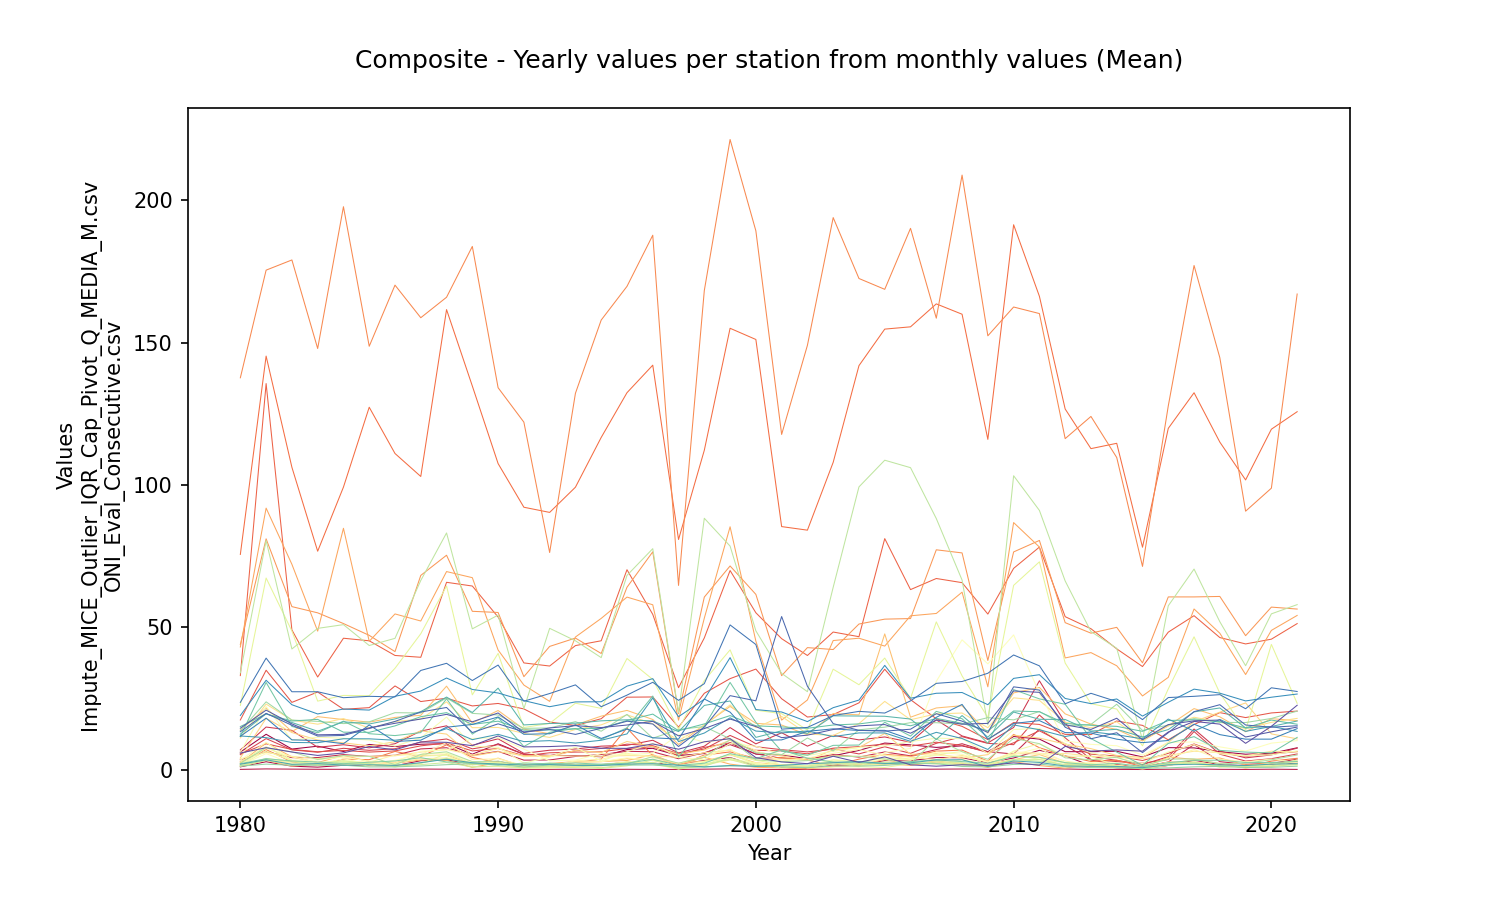 Composite - Yearly values per station from monthly values (Mean)
Values
Impute_MICE_Outlier_IQR_Cap_Pivot_Q_MEDIA_M.csv
ONI_Eval_Consecutive.csv
200
150
100
50
0
1980
1990
2000
2010
2020
Year